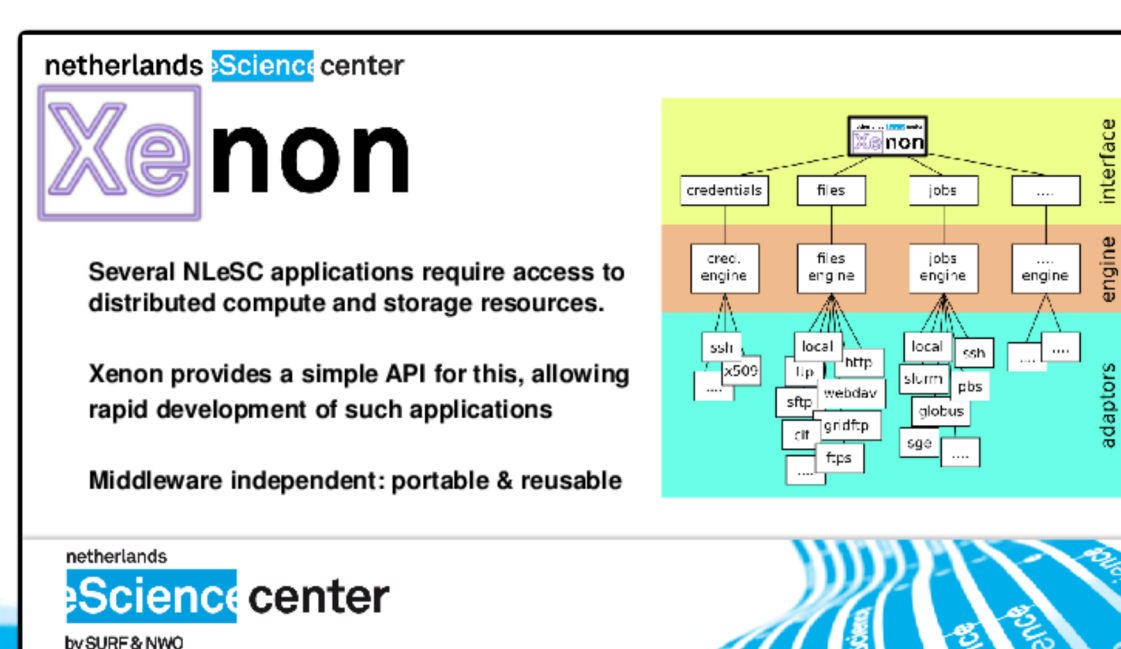 netherlands eScience center
Xenon
Several NLeSC applications require access to
distributed compute and storage resources.
Xenon provides a simple API for this, allowing
rapid development of such applications
Middleware independent: portable & reusable
Xenon
interface
credentials
files
jobs
....
engine
cred.
engine
files
engine
jobs
engine
....
engine
adaptors
ssh
x509
....
local
http
ftp
webdav
sftp
gridftp
ftps
....
local
ssh
slurm
pbs
globus
sge
....
....
....
netherlands
eScience center
by SURF & NWO